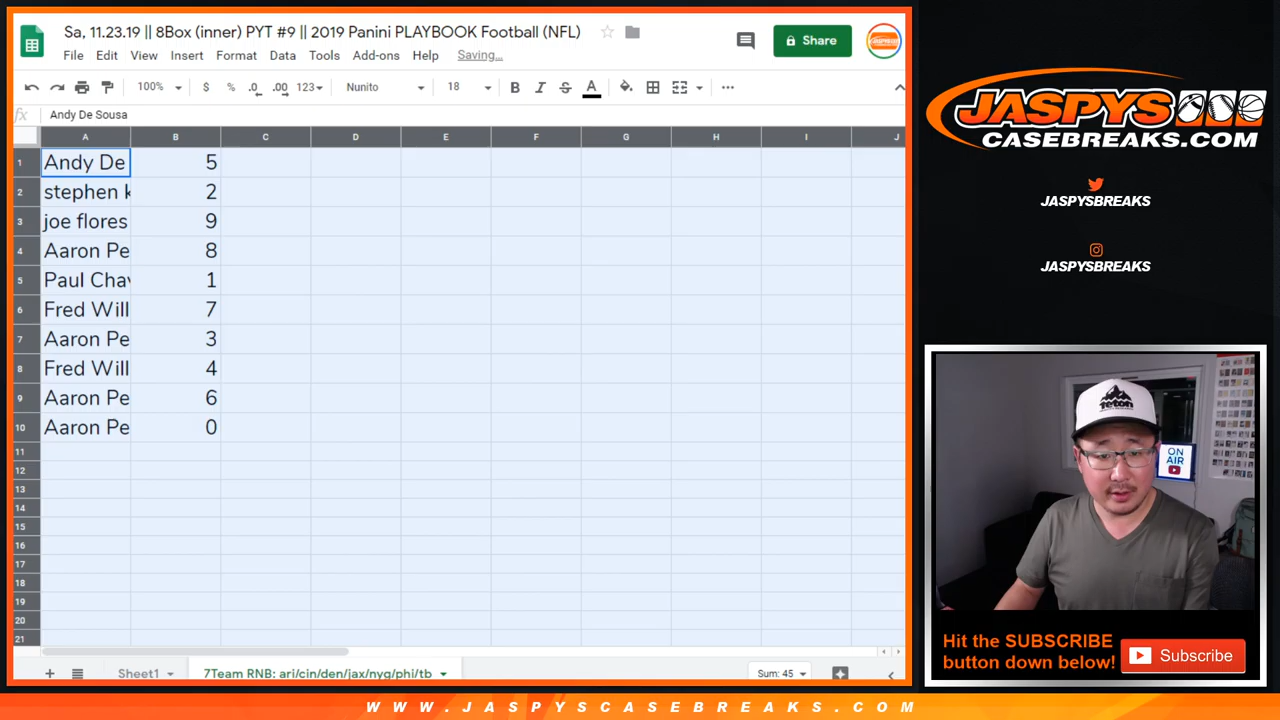 Sa, 11.23.19 || 8Box (inner) PYT #9 || 2019 Panini PLAYBOOK Football (NFL)
File Edit View Insert Format Data Tools Add-ons Help Saving...
Share
100% $ % .0 .00 123 Nunito 18 B I S A
fx Andy De Sousa
A B C D E F G H I J
1 Andy De 5
2 stephen k 2
3 joe flores 9
4 Aaron Pe 8
5 Paul Chav 1
6 Fred Will 7
7 Aaron Pe 3
8 Fred Will 4
9 Aaron Pe 6
10 Aaron Pe 0
11
12
13
14
15
16
17
18
19
20
21
Sheet1 7Team RNB: ari/cin/den/jax/nyg/phi/tb Sum: 45
JASPYS
CASEBREAKS.COM
JASPYSBREAKS
JASPYSBREAKS
teton
ON
AIR
Hit the SUBSCRIBE
button down below!
Subscribe
WWW.JASPYSCASEBREAKS.COM